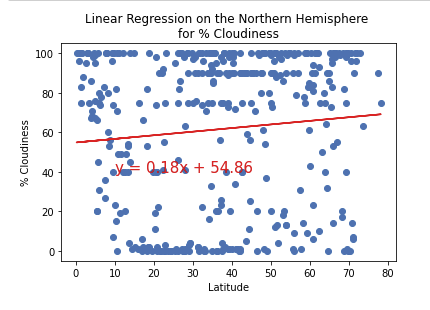 Linear Regression on the Northern Hemisphere
for % Cloudiness
100
80
60
40
20
0
% Cloudiness
y = 0.18x + 54.86
0 10 20 30 40 50 60 70 80
Latitude